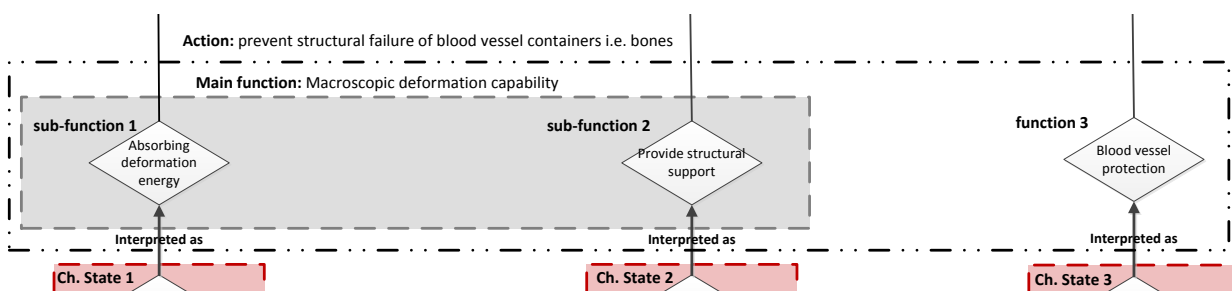 Action: prevent structural failure of blood vessel containers i.e. bones
Main function: Macroscopic deformation capability
sub-function 1
Absorbing
deformation
energy
sub-function 2
Provide structural
support
function 3
Blood vessel
protection
Interpreted as
Interpreted as
Interpreted as
Ch. State 1
Ch. State 2
Ch. State 3